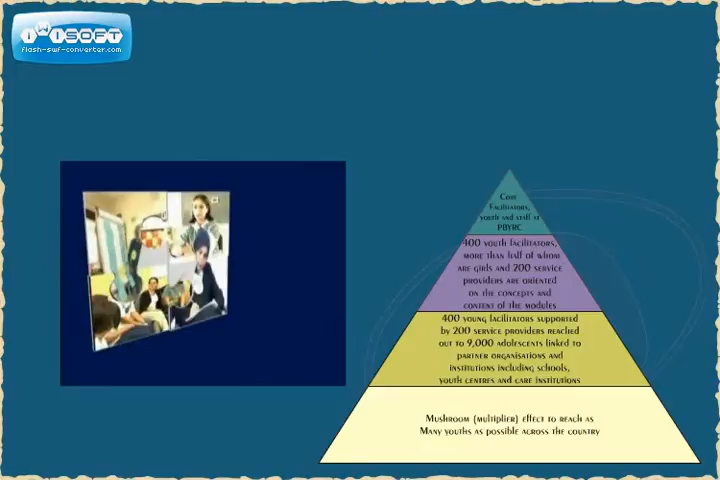 iWiSOFT
flash-swf-converter.com
Core
Facilitators,
youth and staff at
PBYRC
400 youth facilitators,
more than half of whom
are girls and 200 service
providers are oriented
on the concepts and
content of the modules
400 young facilitators supported
by 200 service providers reached
out to 9,000 adolescents linked to
partner organisations and
institutions including schools,
youth centres and care institutions
Mushroom (multiplier) effect to reach as
Many youths as possible across the country